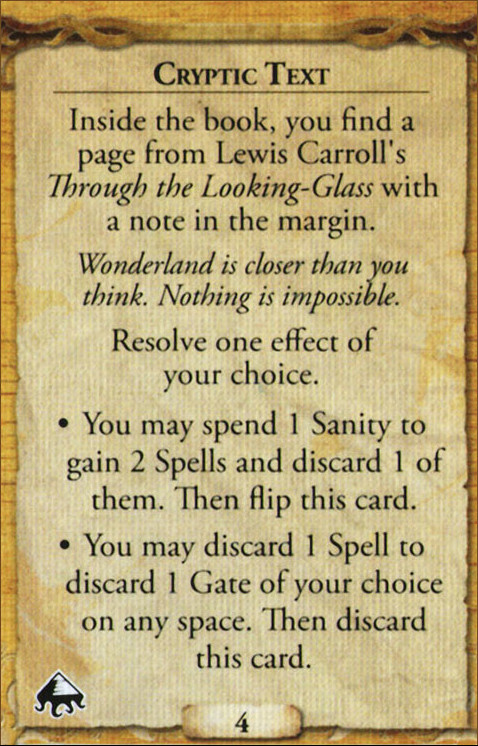 Cryptic Text
Inside the book, you find a
page from Lewis Carroll's
Through the Looking-Glass with
a note in the margin.
Wonderland is closer than you
think. Nothing is impossible.
Resolve one effect of
your choice.
• You may spend 1 Sanity to
gain 2 Spells and discard 1 of
them. Then flip this card.
• You may discard 1 Spell to
discard 1 Gate of your choice
on any space. Then discard
this card.
4